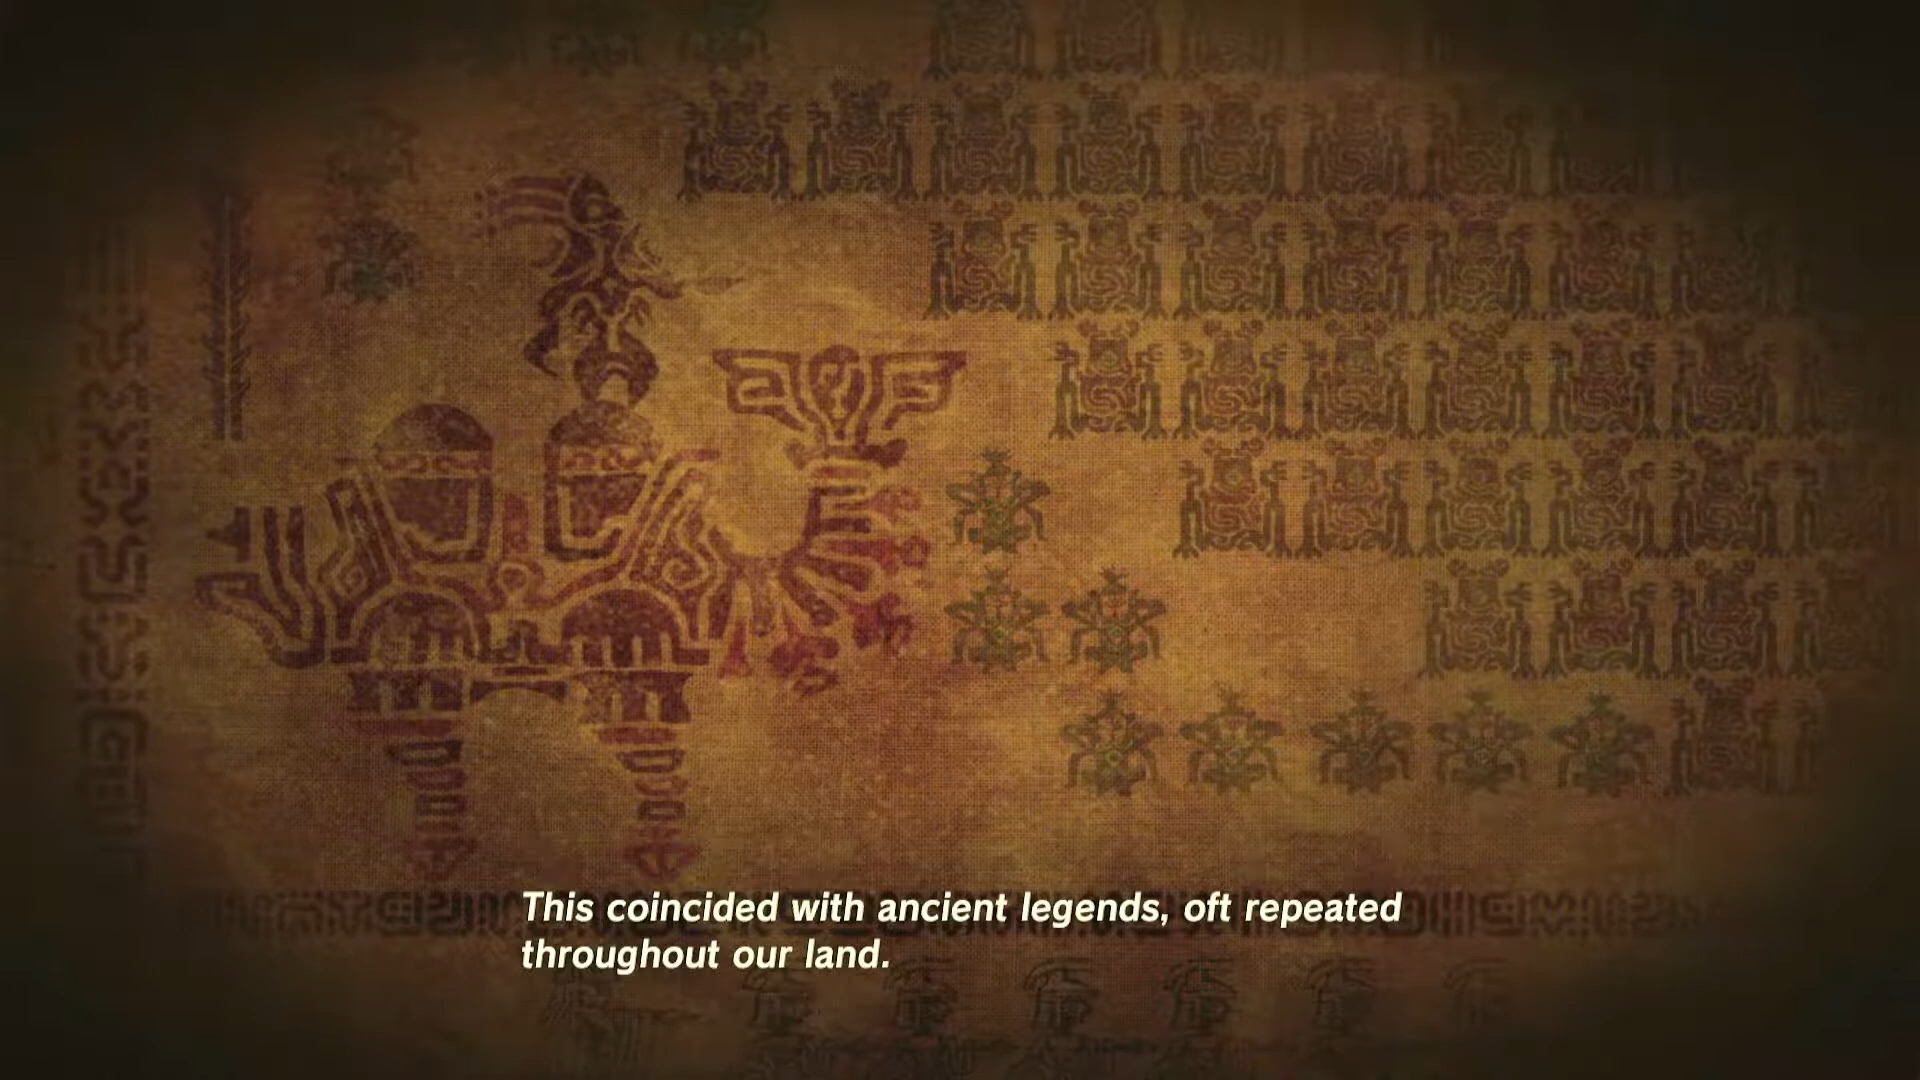 This coincided with ancient legends, oft repeated
throughout our land.